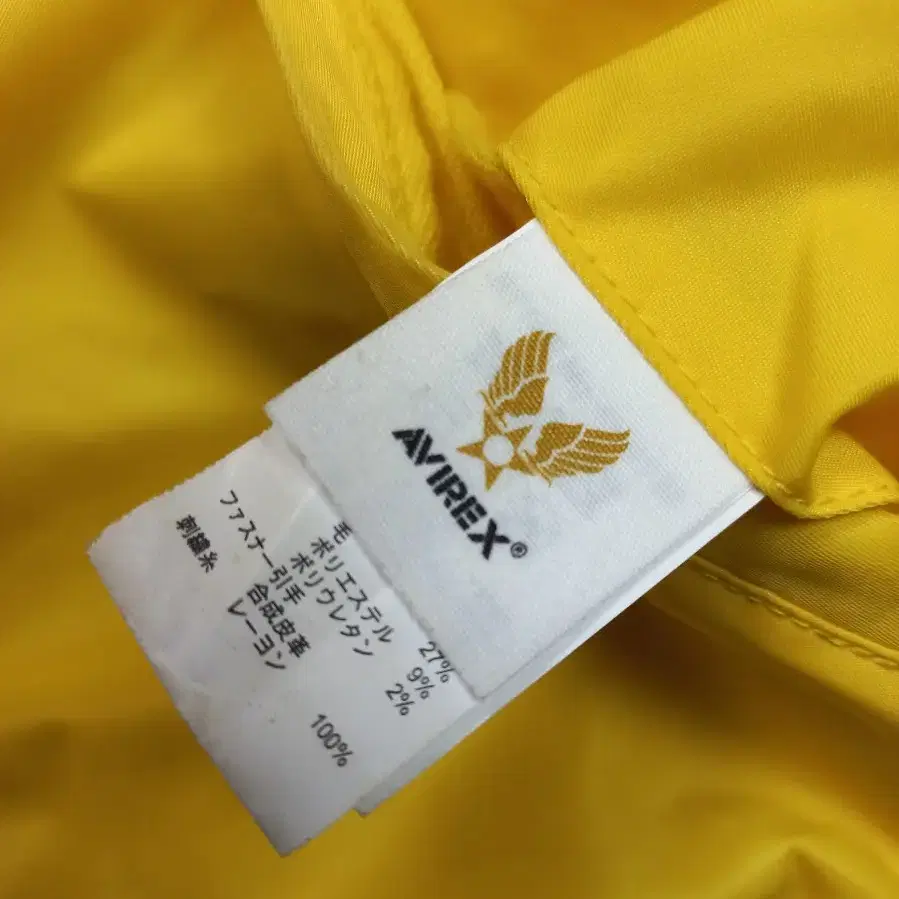 AVIREX®
毛 27%
ポリエステル 9%
ポリウレタン 2%
ファスナー引手
合成皮革
刺繍糸 レーヨン 100%